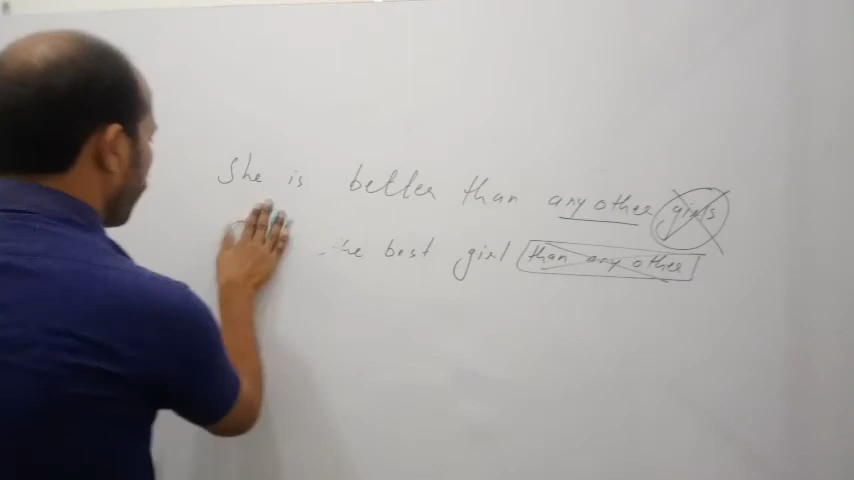 She is better than any other girls
the best girl than any other